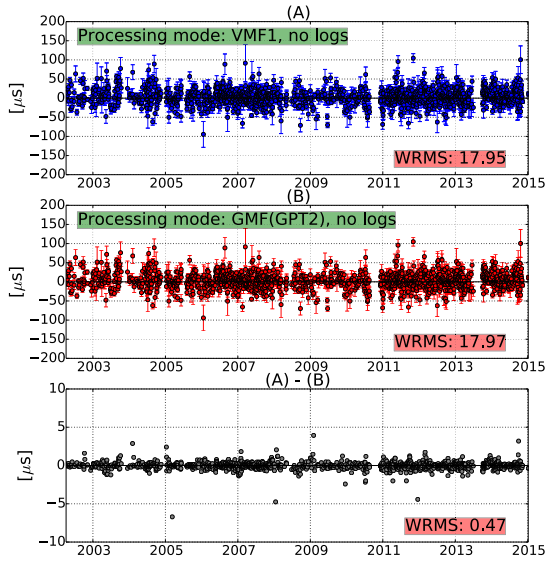 (A)
Processing mode: VMF1, no logs
200
150
100
50
0
−50
−100
−150
−200
[μs]
WRMS: 17.95
2003 2005 2007 2009 2011 2013 2015
(B)
Processing mode: GMF(GPT2), no logs
200
150
100
50
0
−50
−100
−150
−200
[μs]
WRMS: 17.97
2003 2005 2007 2009 2011 2013 2015
(A) - (B)
10
5
0
−5
−10
[μs]
WRMS: 0.47
2003 2005 2007 2009 2011 2013 2015